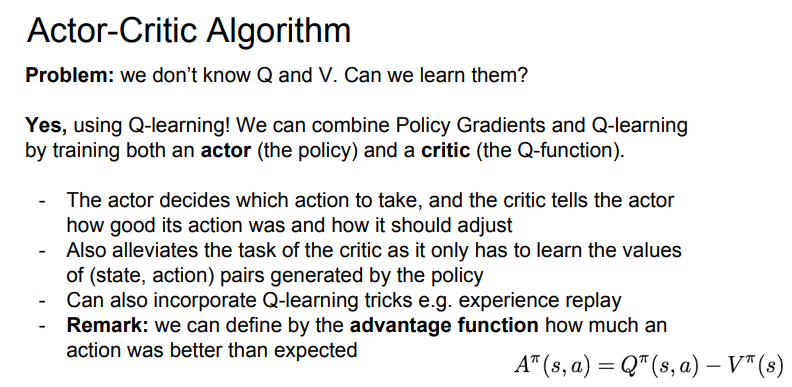 Actor-Critic Algorithm
Problem: we don't know Q and V. Can we learn them?
Yes, using Q-learning! We can combine Policy Gradients and Q-learning
by training both an actor (the policy) and a critic (the Q-function).
- The actor decides which action to take, and the critic tells the actor
how good its action was and how it should adjust
- Also alleviates the task of the critic as it only has to learn the values
of (state, action) pairs generated by the policy
- Can also incorporate Q-learning tricks e.g. experience replay
- Remark: we can define by the advantage function how much an
action was better than expected
A^π(s, a) = Q^π(s, a) − V^π(s)